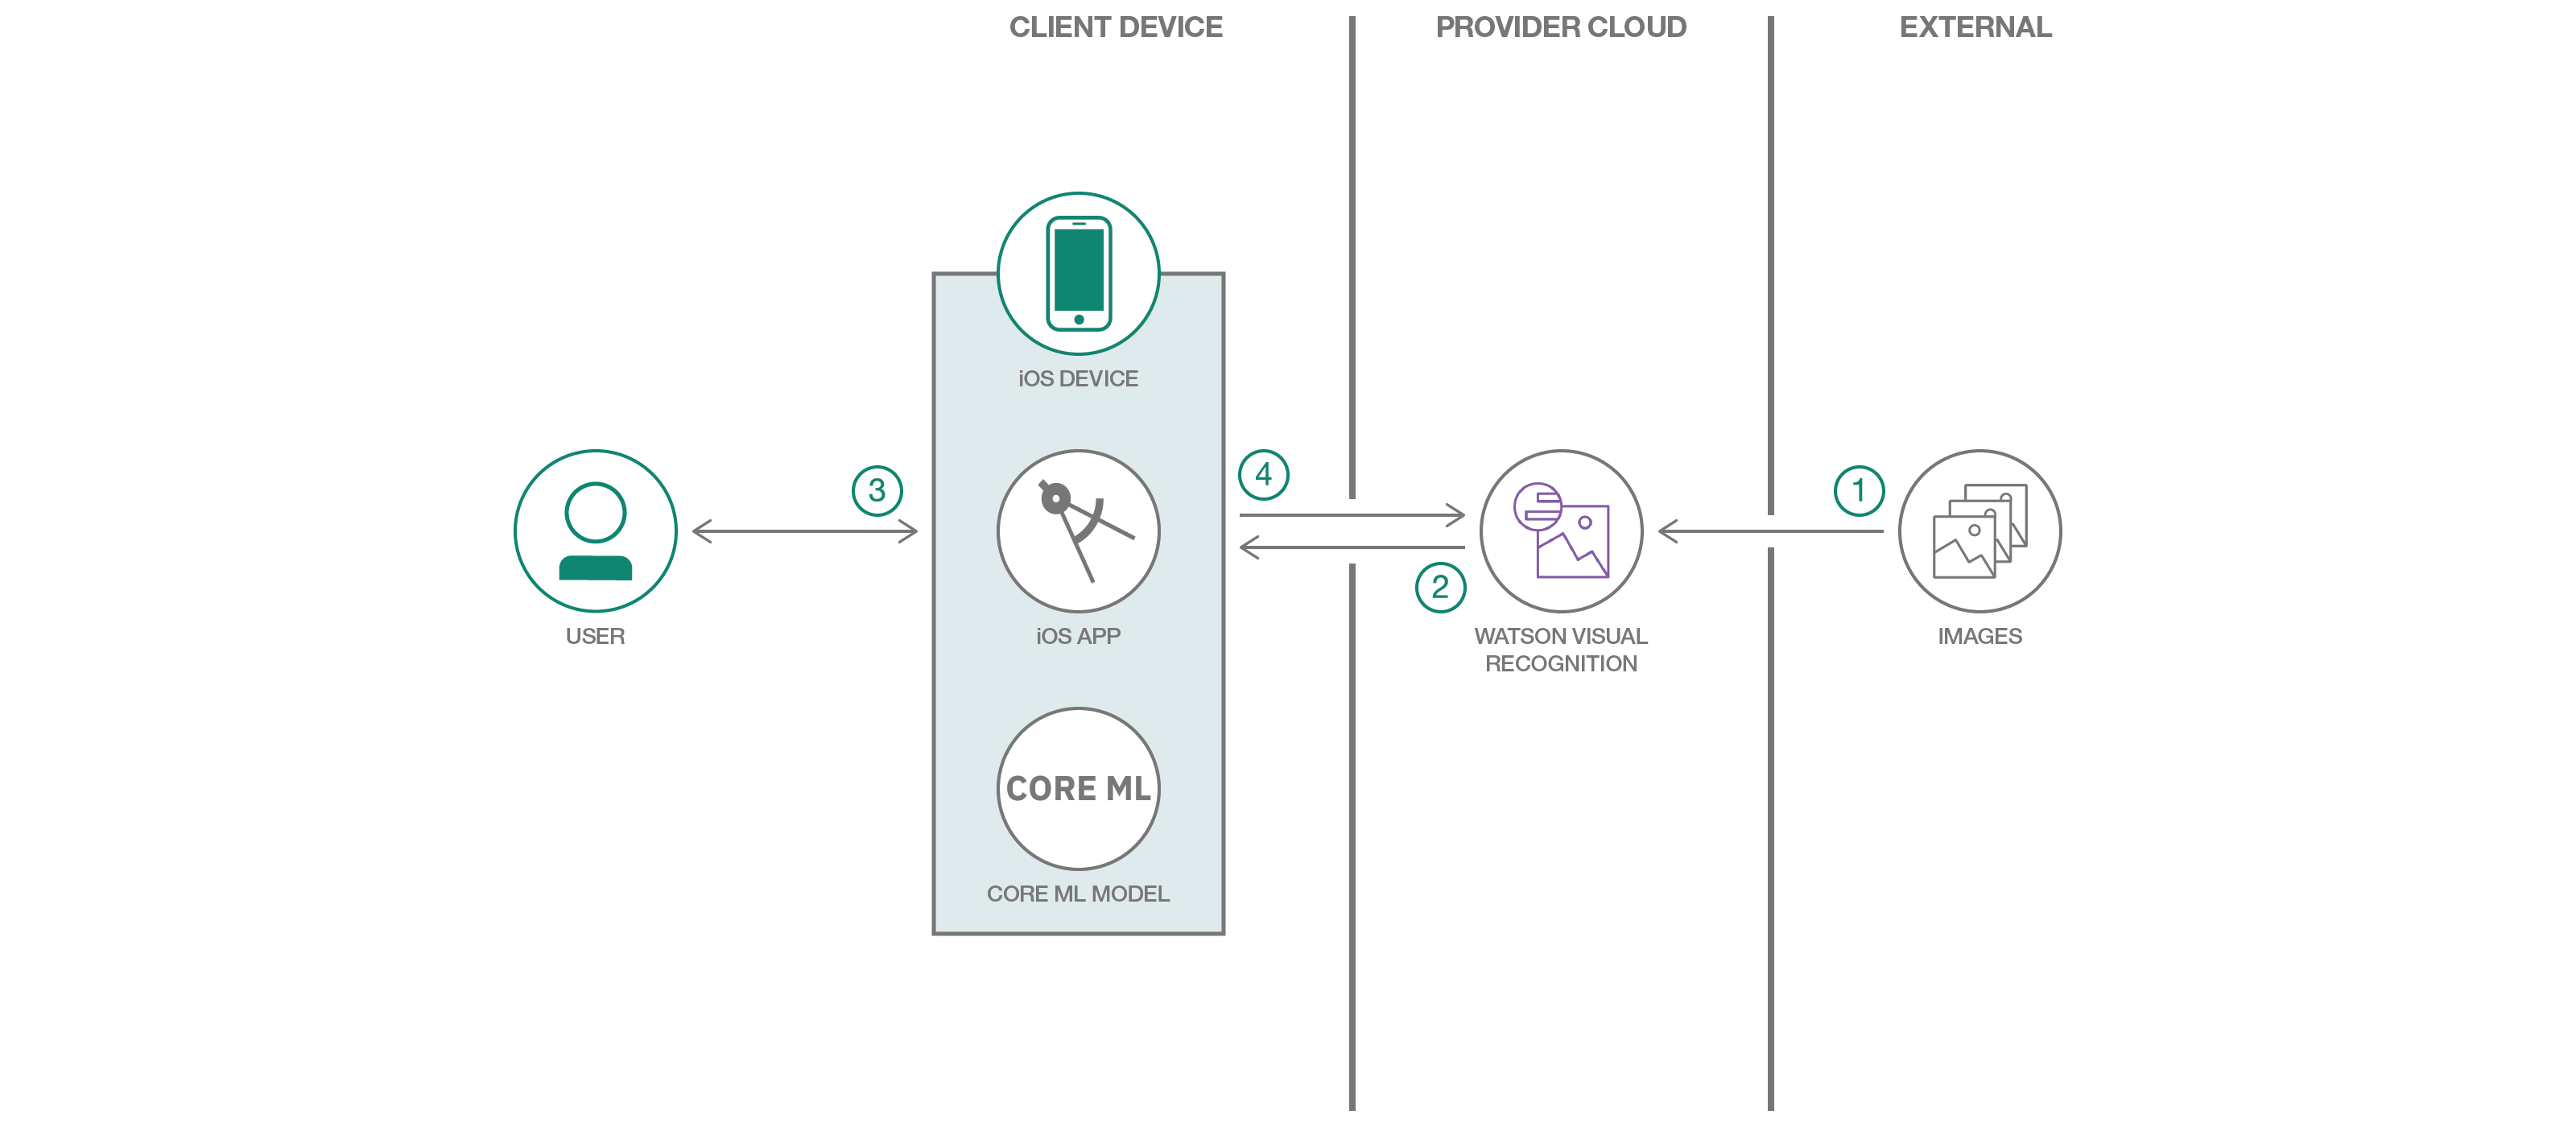 CLIENT DEVICE
PROVIDER CLOUD
EXTERNAL
iOS DEVICE
3
4
1
2
USER
iOS APP
WATSON VISUAL
RECOGNITION
IMAGES
CORE ML
CORE ML MODEL